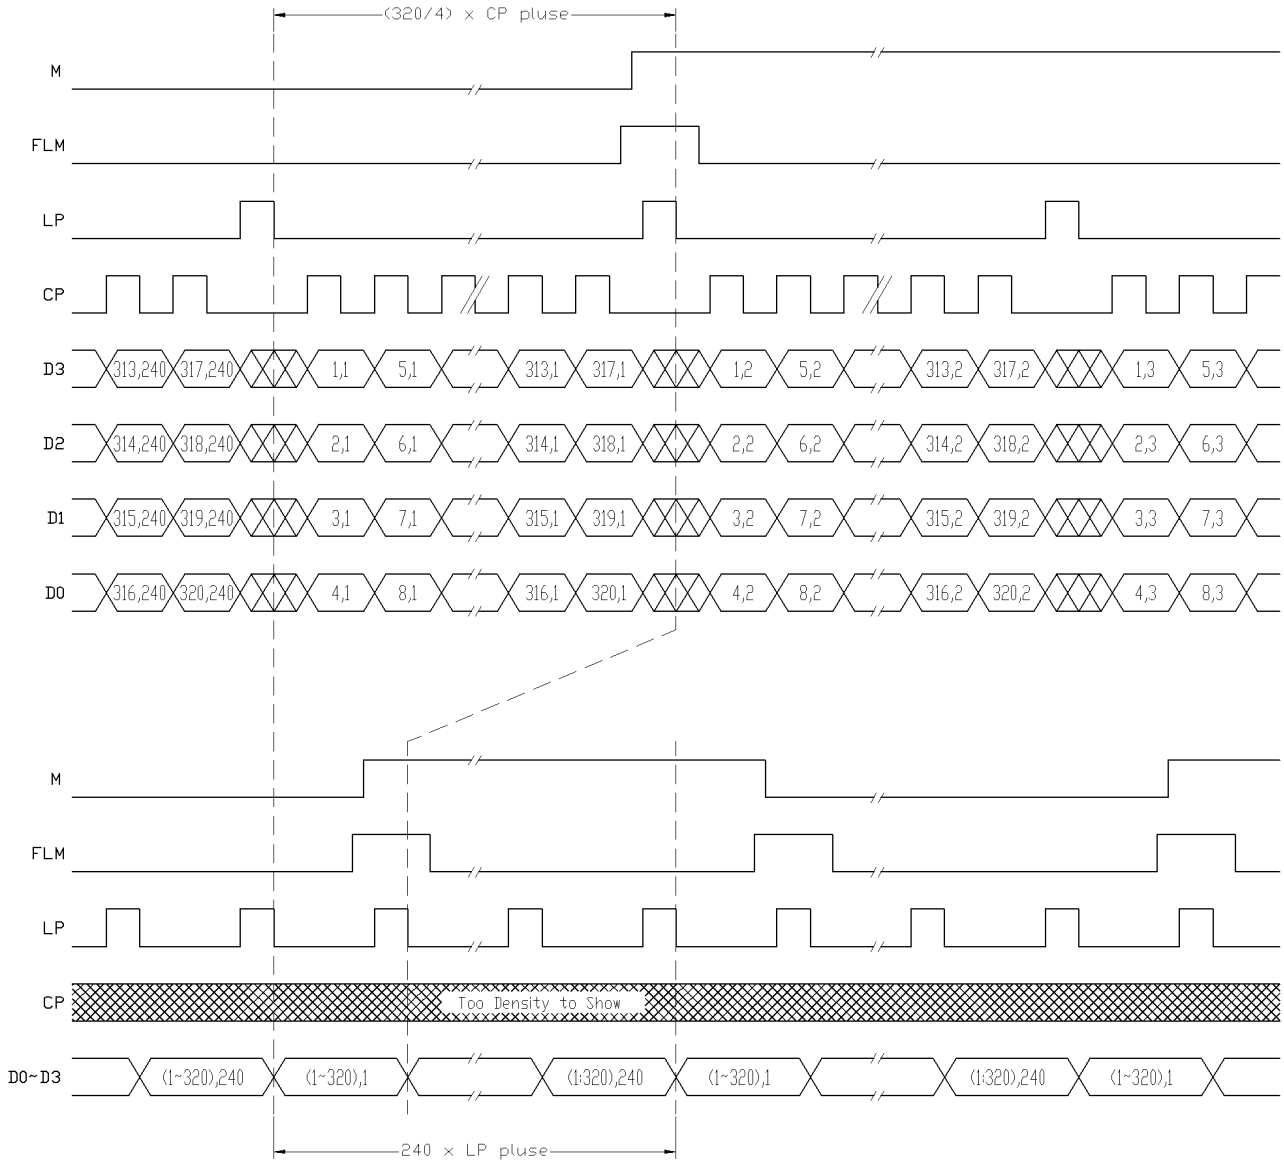 (320/4) x CP pluse
M
FLM
LP
CP
D3 313,240 317,240 1,1 5,1 313,1 317,1 1,2 5,2 313,2 317,2 1,3 5,3
D2 314,240 318,240 2,1 6,1 314,1 318,1 2,2 6,2 314,2 318,2 2,3 6,3
D1 315,240 319,240 3,1 7,1 315,1 319,1 3,2 7,2 315,2 319,2 3,3 7,3
D0 316,240 320,240 4,1 8,1 316,1 320,1 4,2 8,2 316,2 320,2 4,3 8,3
M
FLM
LP
CP Too Density to Show
D0~D3 (1~320),240 (1~320),1 (1:320),240 (1~320),1 (1:320),240 (1~320),1
240 x LP pluse